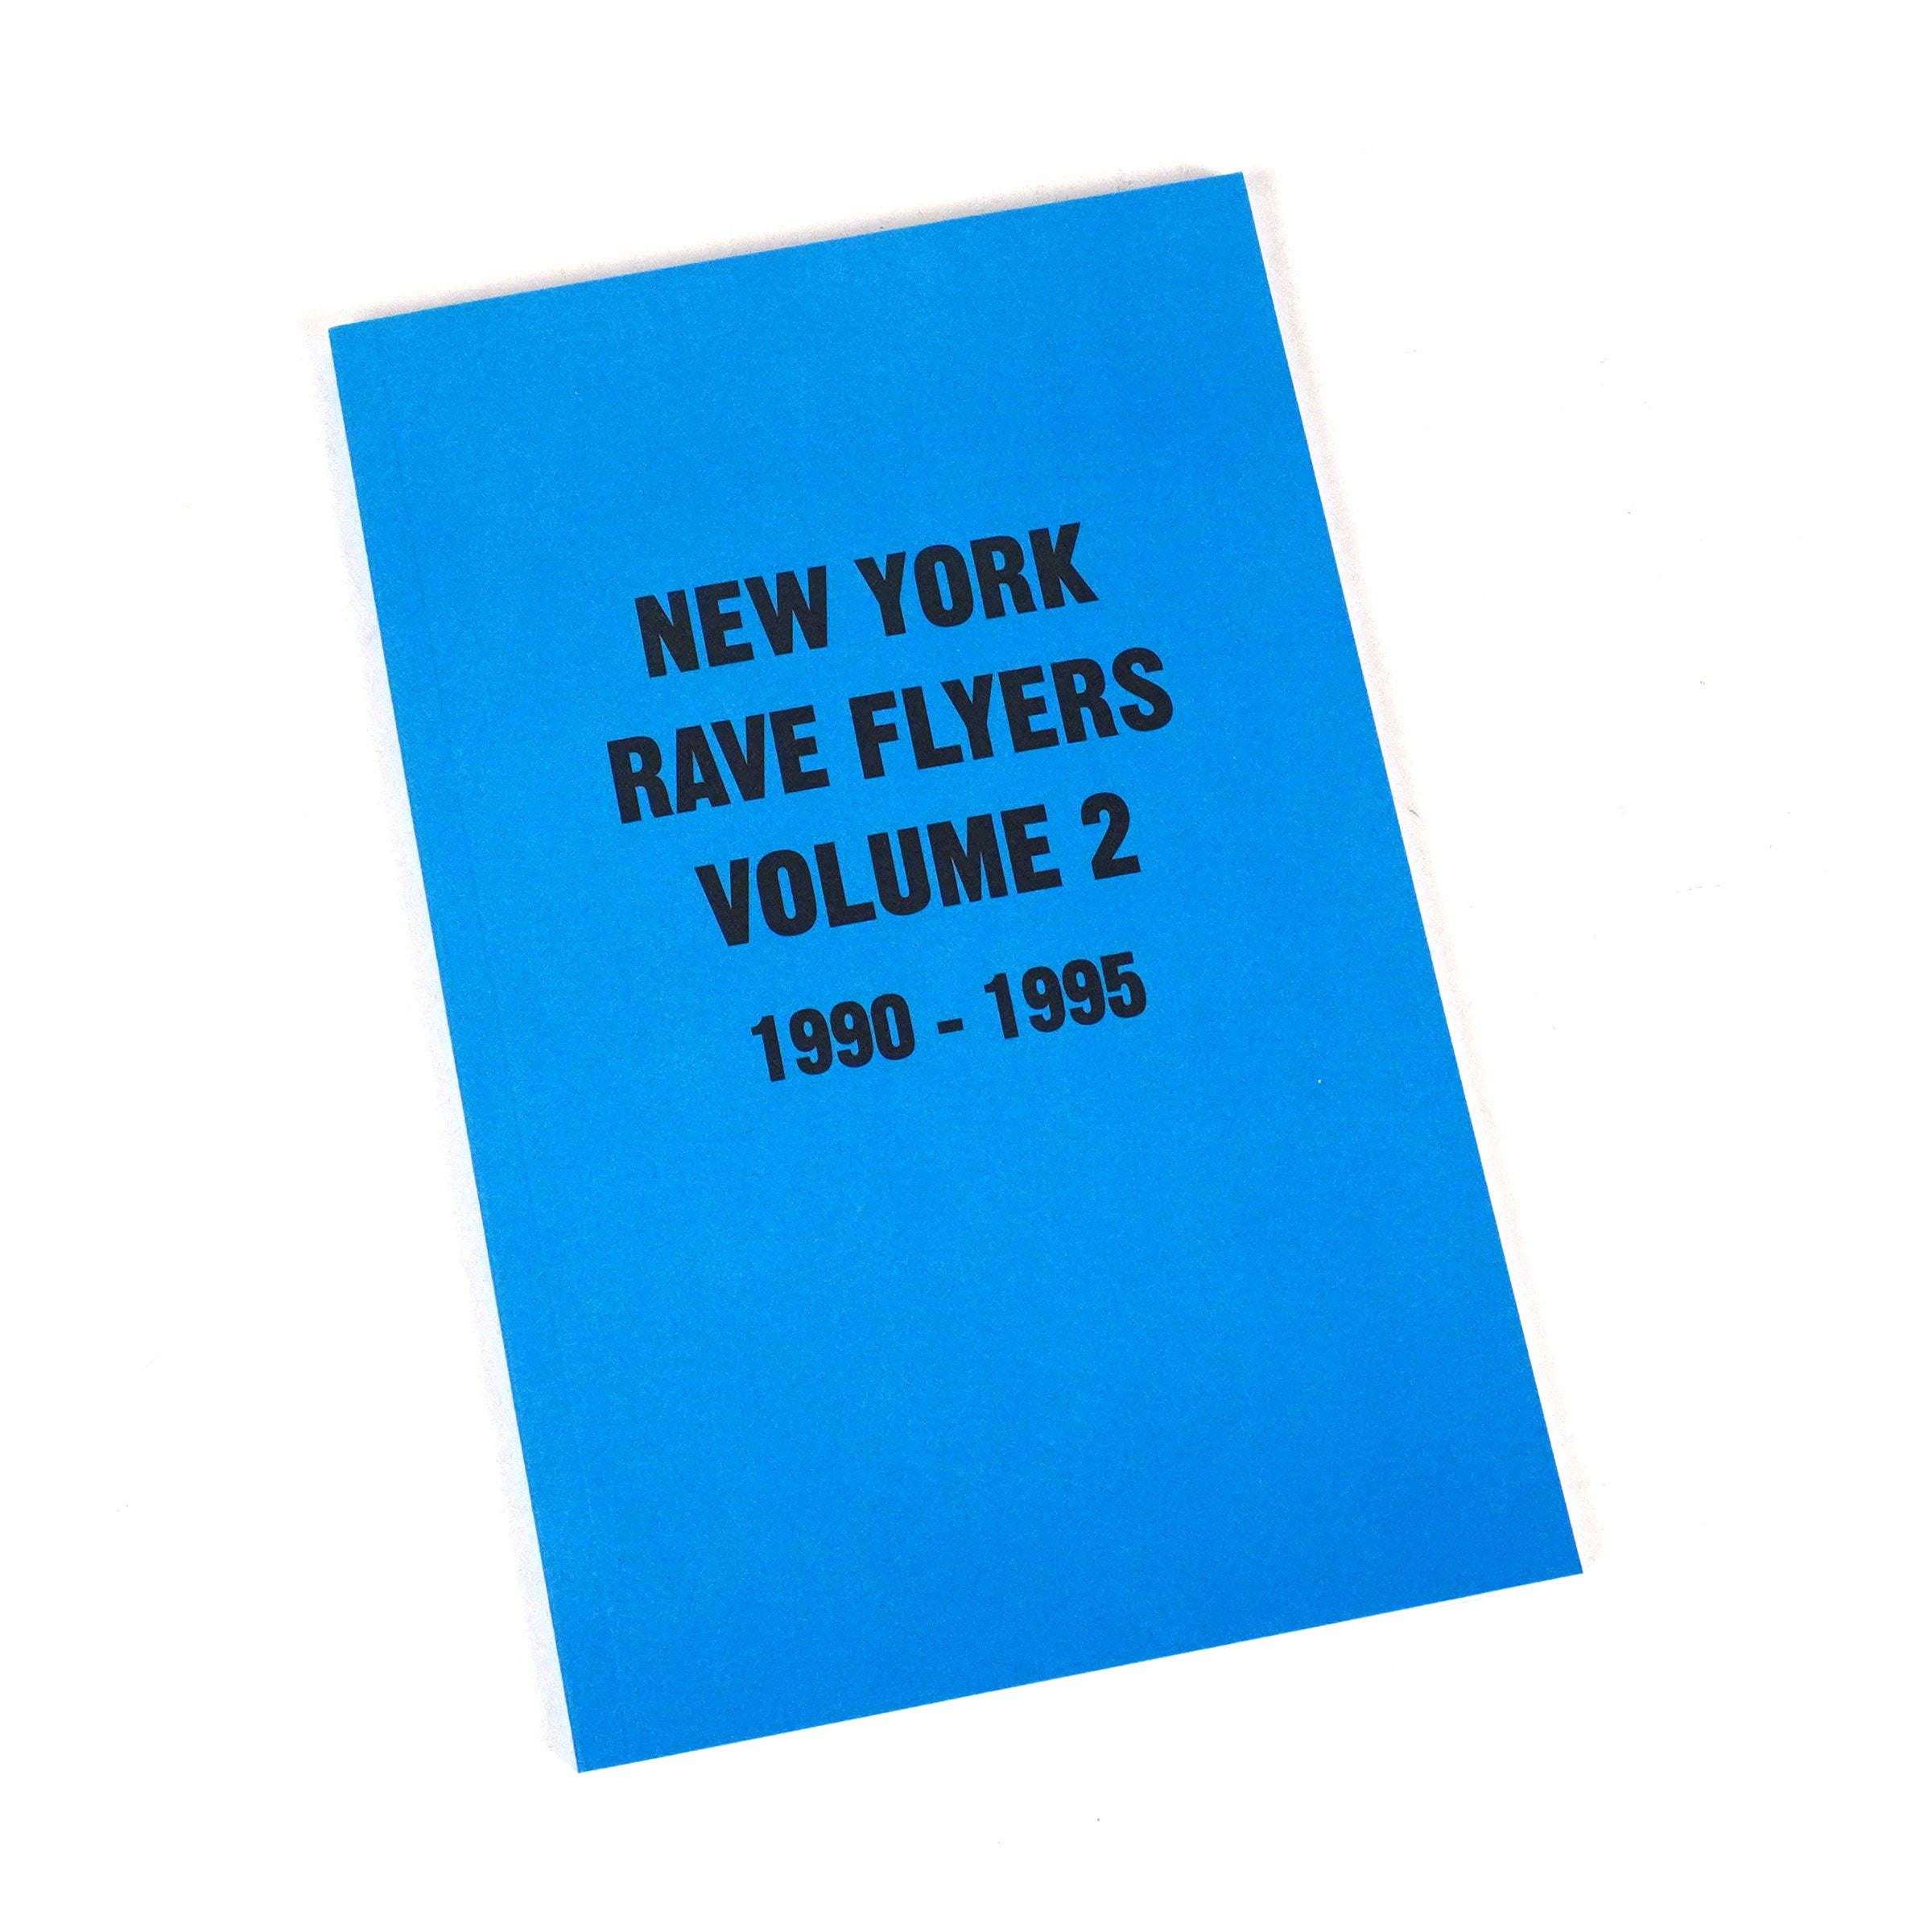 NEW YORK
RAVE FLYERS
VOLUME 2
1990 - 1995